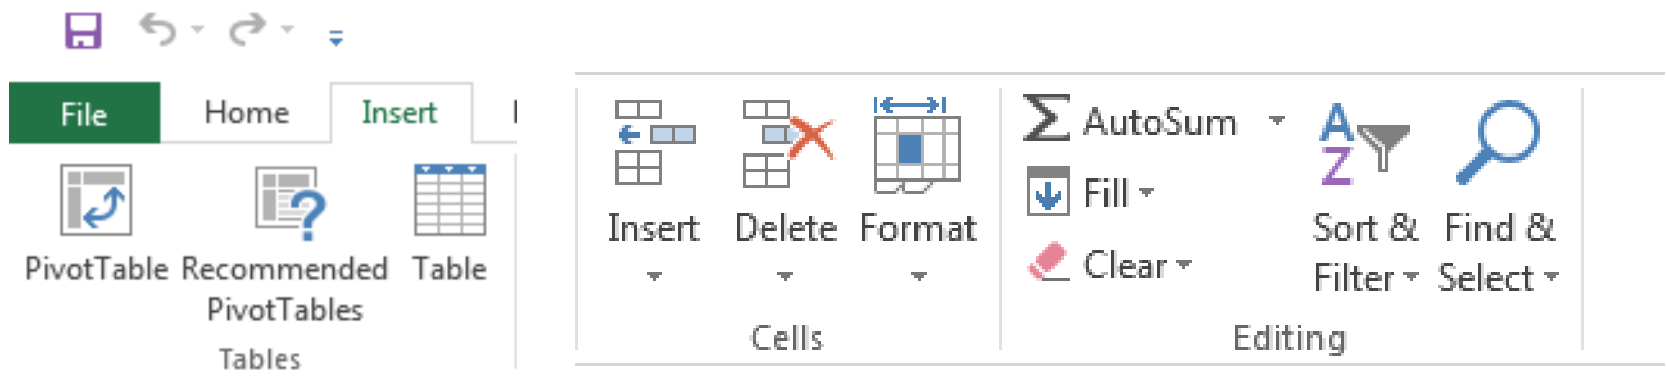 File Home Insert
PivotTable Recommended PivotTables Table
Tables
Insert Delete Format
Cells
AutoSum
Fill
Clear
Sort & Filter
Find & Select
Editing